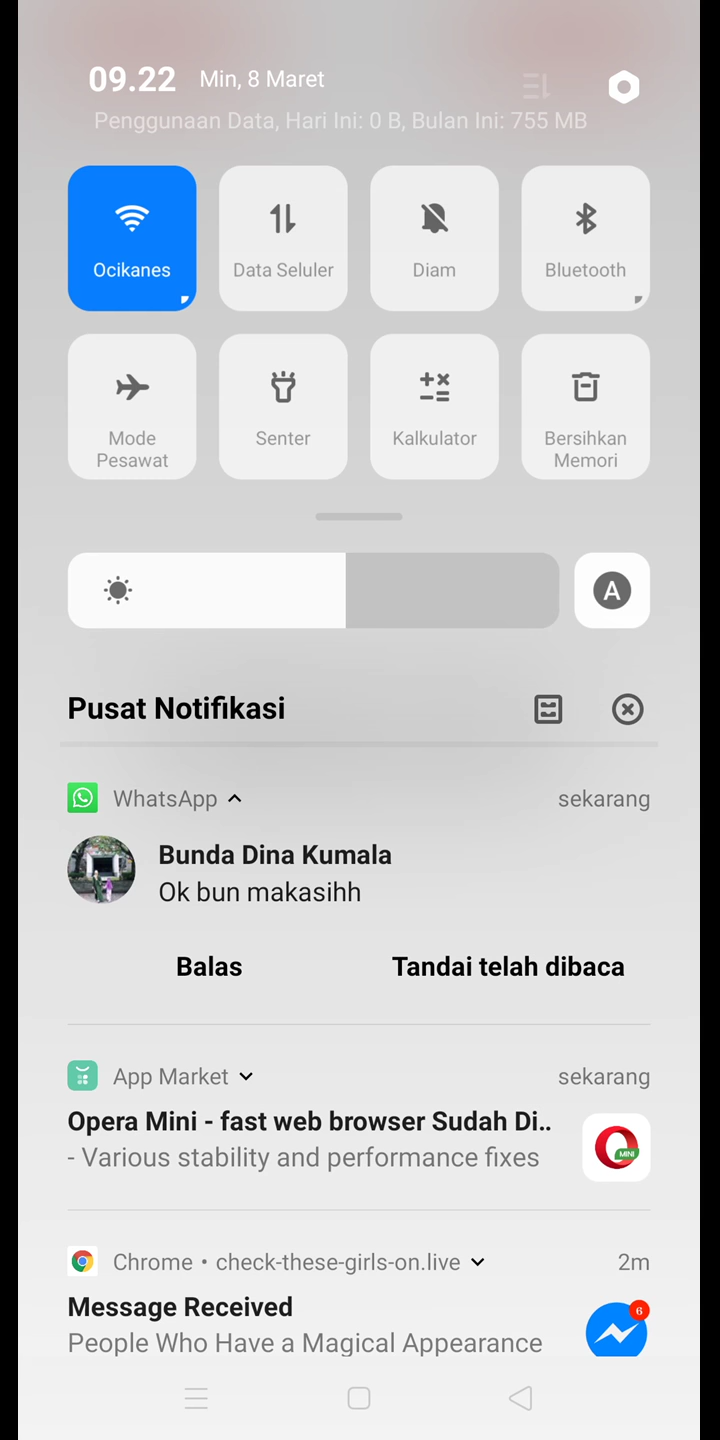 09.22 Min, 8 Maret
Penggunaan Data, Hari Ini: 0 B, Bulan Ini: 755 MB
Ocikanes
Data Seluler
Diam
Bluetooth
Mode
Pesawat
Senter
Kalkulator
Bersihkan
Memori
A
Pusat Notifikasi
WhatsApp sekarang
Bunda Dina Kumala
Ok bun makasihh
Balas Tandai telah dibaca
App Market sekarang
Opera Mini - fast web browser Sudah Di..
- Various stability and performance fixes
MINI
Chrome • check-these-girls-on.live 2m
Message Received
6
People Who Have a Magical Appearance